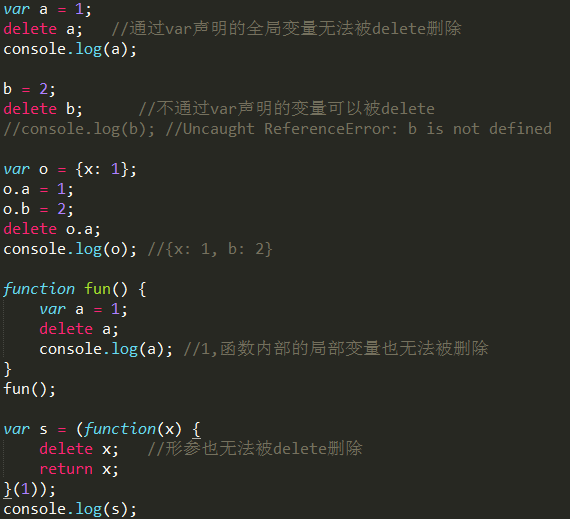 var a = 1;
delete a;   //通过var声明的全局变量无法被delete删除
console.log(a);

b = 2;
delete b;      //不通过var声明的变量可以被delete
//console.log(b); //Uncaught ReferenceError: b is not defined

var o = {x: 1};
o.a = 1;
o.b = 2;
delete o.a;
console.log(o); //{x: 1, b: 2}

function fun() {
    var a = 1;
    delete a;
    console.log(a); //1,函数内部的局部变量也无法被删除
}
fun();

var s = (function(x) {
    delete x;   //形参也无法被delete删除
    return x;
}(1));
console.log(s);